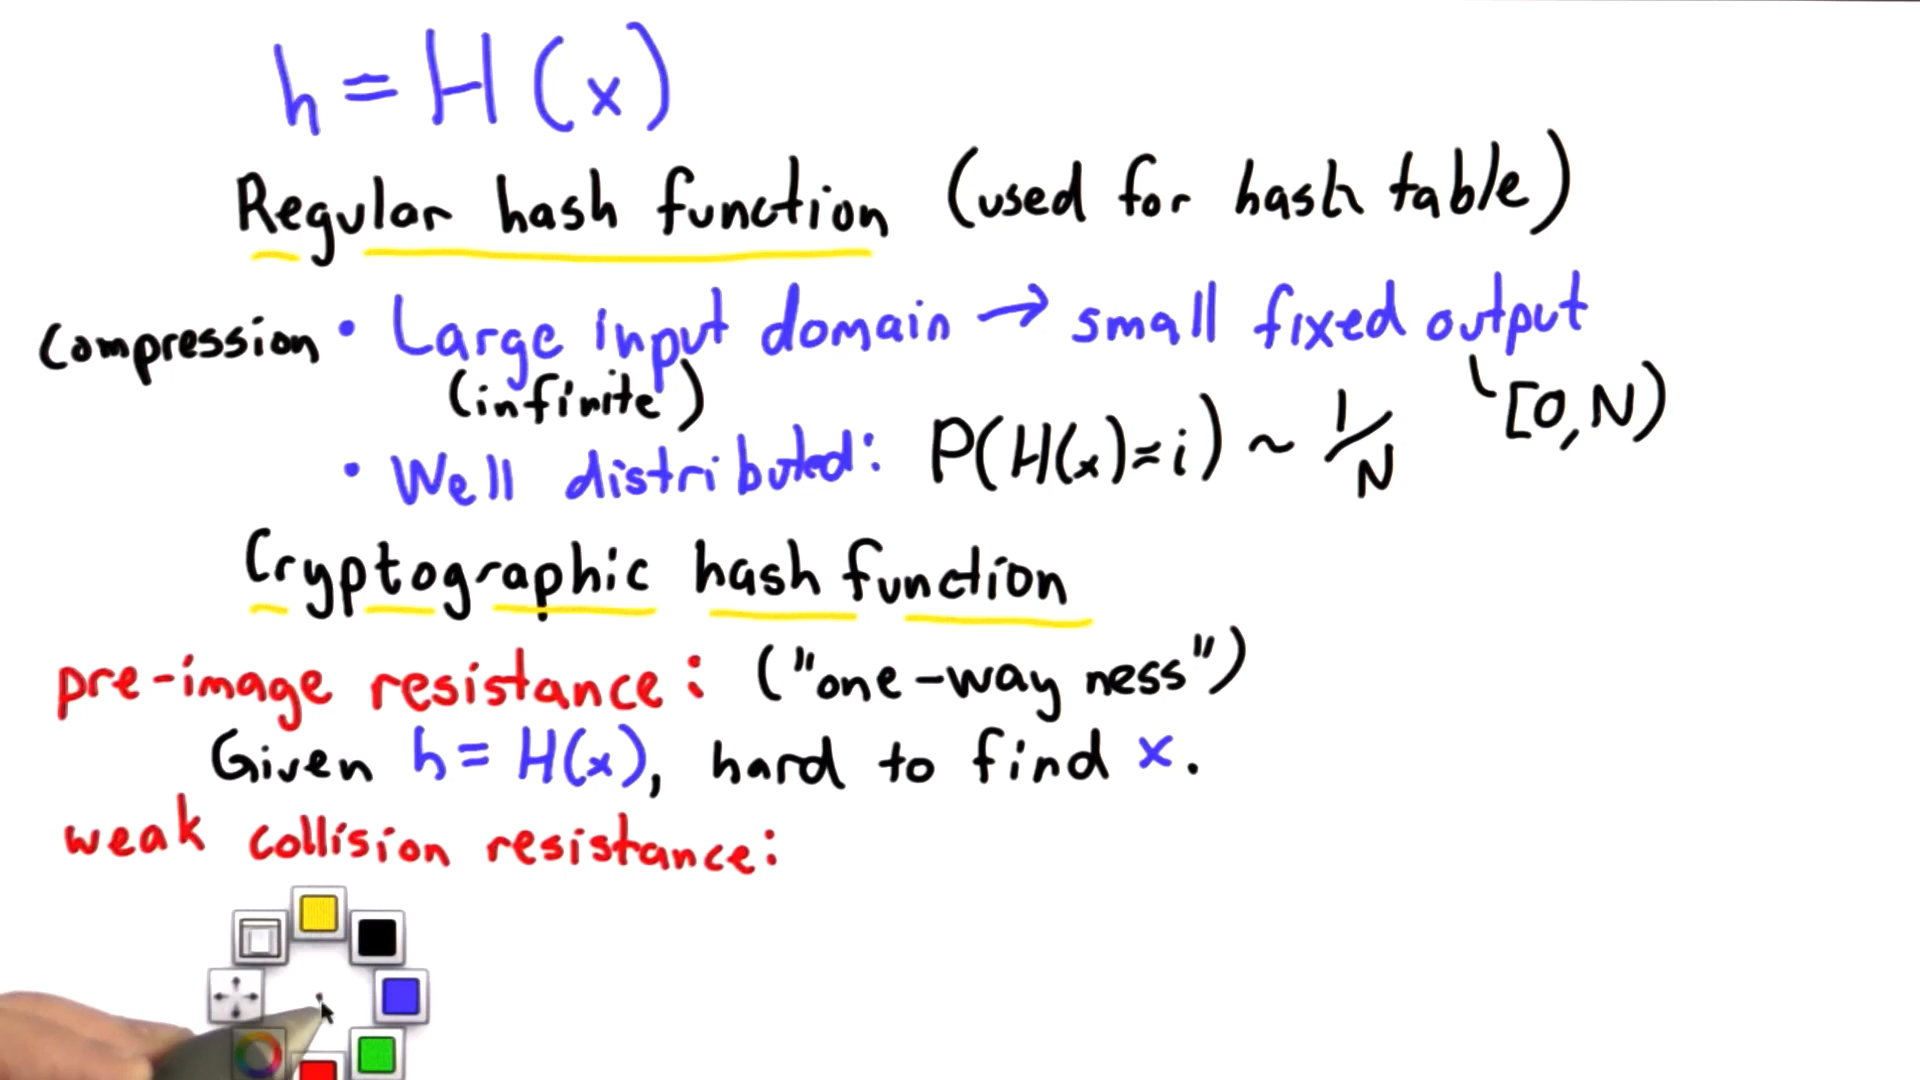 h = H(x)
Regular hash function (used for hash table)
Compression • Large input domain → small fixed output
(infinite) [0,N)
• Well distributed: P(H(x)=i) ~ 1/N
Cryptographic hash function
pre-image resistance: ("one-way ness")
Given h = H(x), hard to find x.
weak collision resistance: